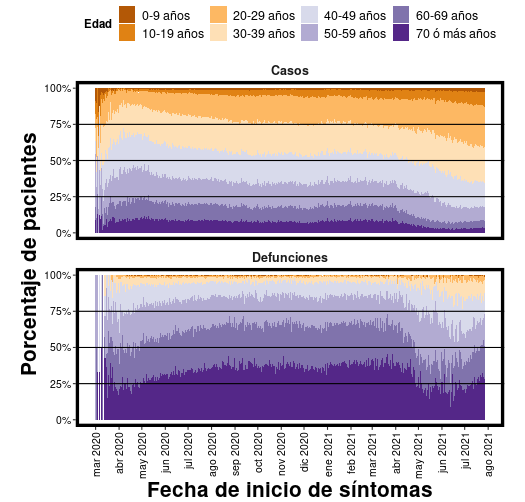 Edad
0-9 años 20-29 años 40-49 años 60-69 años
10-19 años 30-39 años 50-59 años 70 ó más años
Casos
100%
75%
50%
25%
0%
Defunciones
100%
75%
50%
25%
0%
Porcentaje de pacientes
mar 2020 abr 2020 may 2020 jun 2020 jul 2020 ago 2020 sep 2020 oct 2020 nov 2020 dic 2020 ene 2021 feb 2021 mar 2021 abr 2021 may 2021 jun 2021 jul 2021 ago 2021
Fecha de inicio de síntomas